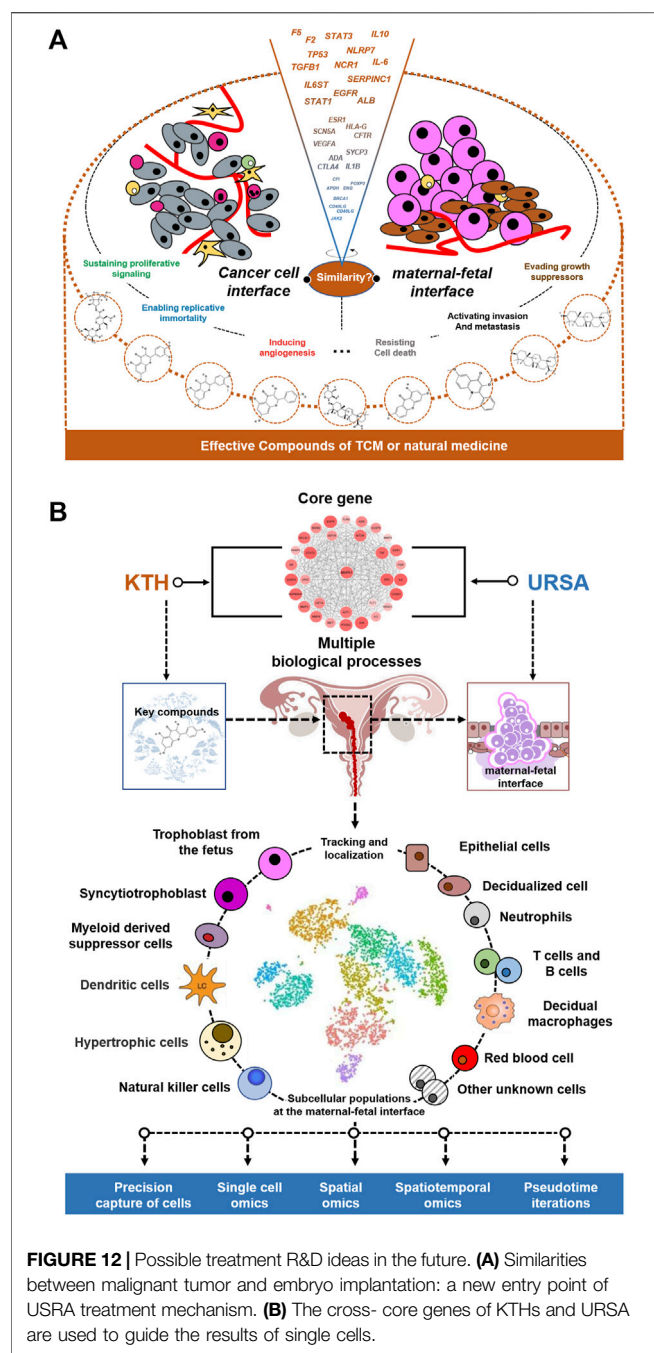 A
F5
F2
STAT3
IL10
TP53
NLRP7
TGFB1
NCR1
IL-6
IL6ST
SERPINC1
EGFR
STAT1
ALB
ESR1
SCN5A
HLA-G
CFTR
VEGFA
SYCP3
ADA
CTLA4
IL1B
CFI
FOXP3
APOH
ENG
BRCA1
CD40LG
CD40LG
JAK2
Sustaining proliferative
signaling
Cancer cell
interface
Similarity?
maternal-fetal
interface
Evading growth
suppressors
Enabling replicative
immortality
Activating invasion
And metastasis
Inducing
angiogenesis
...
Resisting
Cell death
Effective Compounds of TCM or natural medicine
B
Core gene
KTH
URSA
Multiple
biological processes
Key compounds
maternal-fetal
interface
Trophoblast from
the fetus
Tracking and
localization
Epithelial cells
Syncytiotrophoblast
Decidualized cell
Myeloid derived
suppressor cells
Neutrophils
T cells and
B cells
Dendritic cells
LC
Decidual
macrophages
Hypertrophic cells
Red blood cell
Natural killer cells
Other unknown cells
Subcellular populations
at the maternal-fetal interface
Precision
capture of cells
Single cell
omics
Spatial
omics
Spatiotemporal
omics
Pseudotime
iterations
FIGURE 12 | Possible treatment R&D ideas in the future. (A) Similarities
between malignant tumor and embryo implantation: a new entry point of
USRA treatment mechanism. (B) The cross- core genes of KTHs and URSA
are used to guide the results of single cells.